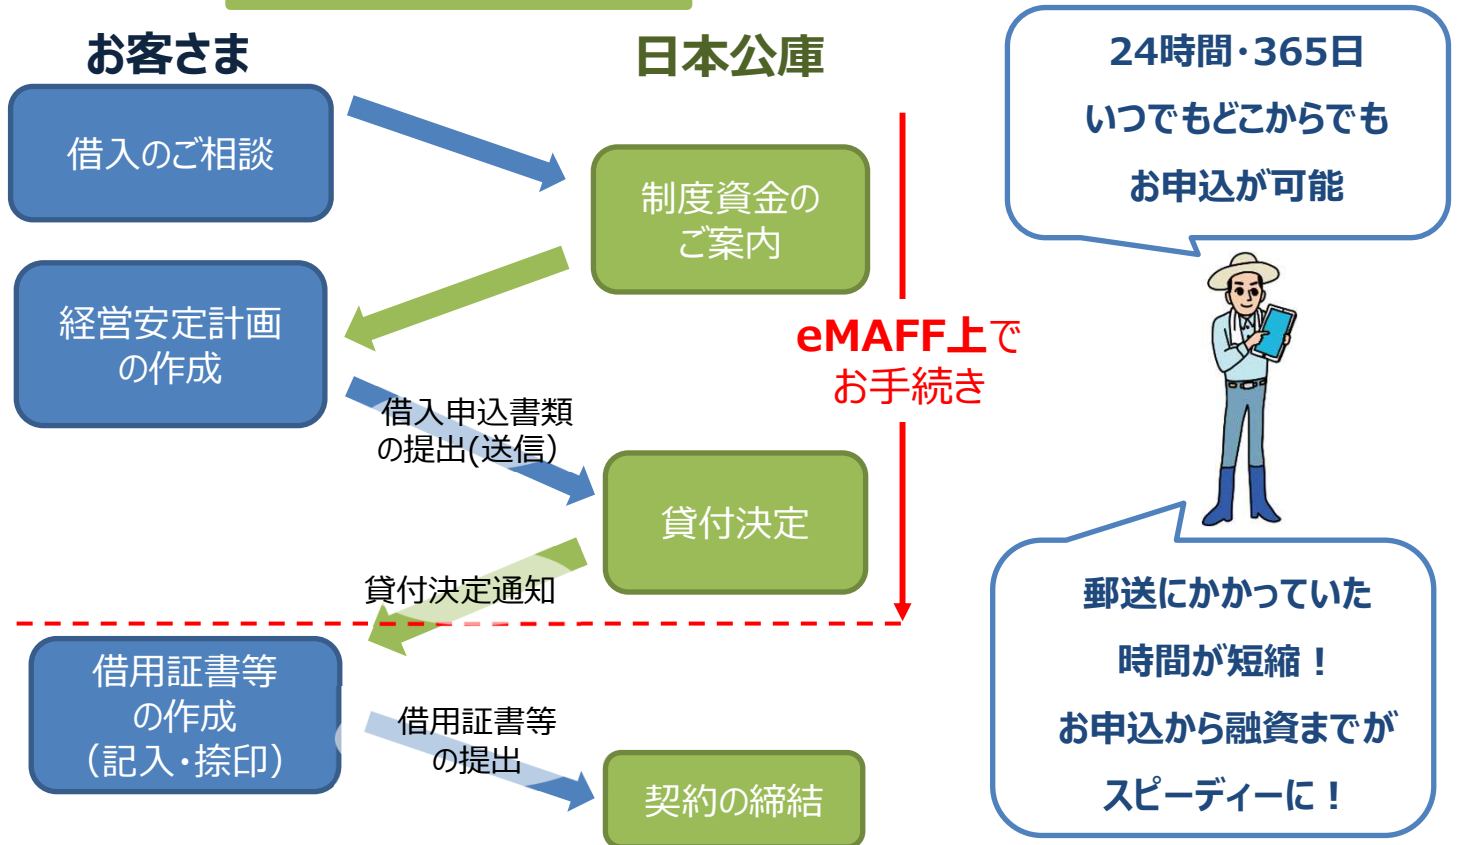 お客さま
日本公庫
借入のご相談
制度資金の
ご案内
経営安定計画
の作成
借入申込書類
の提出(送信)
貸付決定
貸付決定通知
借用証書等
の作成
（記入・捺印）
借用証書等
の提出
契約の締結
eMAFF上で
お手続き
24時間・365日
いつでもどこからでも
お申込が可能
郵送にかかっていた
時間が短縮！
お申込から融資までが
スピーディーに！